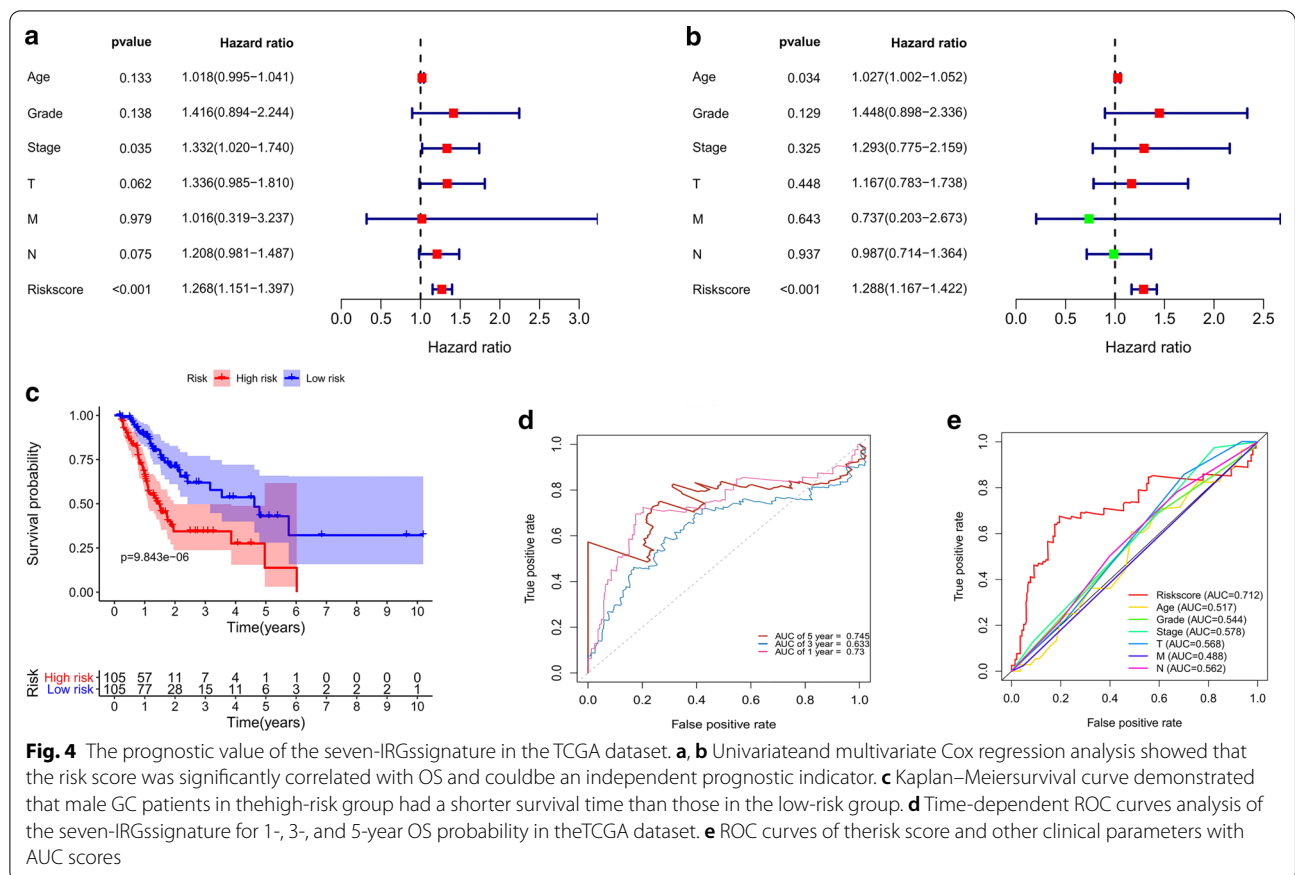 a
pvalue Hazard ratio
Age 0.133 1.018(0.995−1.041)
Grade 0.138 1.416(0.894−2.244)
Stage 0.035 1.332(1.020−1.740)
T 0.062 1.336(0.985−1.810)
M 0.979 1.016(0.319−3.237)
N 0.075 1.208(0.981−1.487)
Riskscore <0.001 1.268(1.151−1.397)
0.0 0.5 1.0 1.5 2.0 2.5 3.0
Hazard ratio
b
pvalue Hazard ratio
Age 0.034 1.027(1.002−1.052)
Grade 0.129 1.448(0.898−2.336)
Stage 0.325 1.293(0.775−2.159)
T 0.448 1.167(0.783−1.738)
M 0.643 0.737(0.203−2.673)
N 0.937 0.987(0.714−1.364)
Riskscore <0.001 1.288(1.167−1.422)
0.0 0.5 1.0 1.5 2.0 2.5
Hazard ratio
c
Risk High risk Low risk
Survival probability
1.00
0.75
0.50
0.25
0.00
p=9.843e−06
0 1 2 3 4 5 6 7 8 9 10
Time(years)
Risk
High risk 105 57 11 7 4 1 1 0 0 0 0
Low risk 105 77 28 15 11 6 3 2 2 2 1
0 1 2 3 4 5 6 7 8 9 10
Time(years)
d
True positive rate
1.0
0.8
0.6
0.4
0.2
0.0
AUC of 5 year = 0.745
AUC of 3 year = 0.633
AUC of 1 year = 0.73
0.0 0.2 0.4 0.6 0.8 1.0
False positive rate
e
True positive rate
1.0
0.8
0.6
0.4
0.2
0.0
Riskscore (AUC=0.712)
Age (AUC=0.517)
Grade (AUC=0.544)
Stage (AUC=0.578)
T (AUC=0.568)
M (AUC=0.488)
N (AUC=0.562)
0.0 0.2 0.4 0.6 0.8 1.0
False positive rate
Fig. 4 The prognostic value of the seven-IRGssignature in the TCGA dataset. a, b Univariateand multivariate Cox regression analysis showed that
the risk score was significantly correlated with OS and couldbe an independent prognostic indicator. c Kaplan–Meiersurvival curve demonstrated
that male GC patients in thehigh-risk group had a shorter survival time than those in the low-risk group. d Time-dependent ROC curves analysis of
the seven-IRGssignature for 1-, 3-, and 5-year OS probability in theTCGA dataset. e ROC curves of therisk score and other clinical parameters with
AUC scores